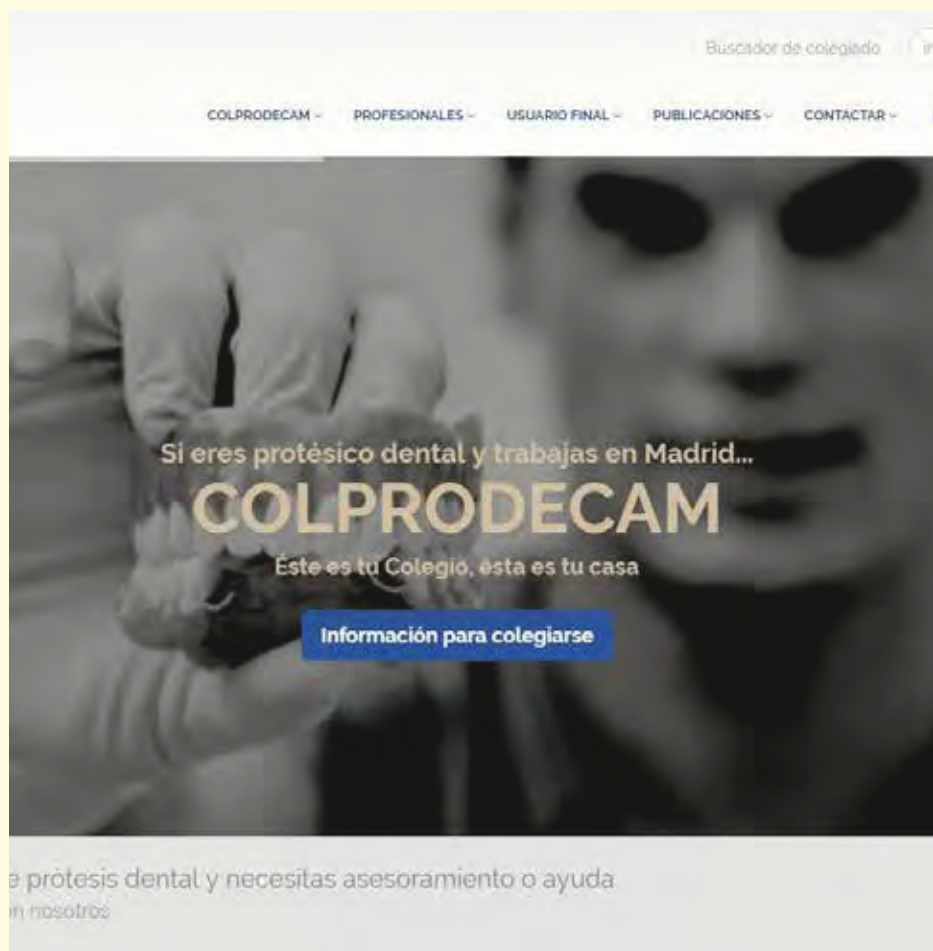 Buscador de colegiado
COLPRODECAM PROFESIONALES USUARIO FINAL PUBLICACIONES CONTACTAR
Si eres protésico dental y trabajas en Madrid...
COLPRODECAM
Éste es tu Colegio, ésta es tu casa
Información para colegiarse
e prótesis dental y necesitas asesoramiento o ayuda
n nosotros